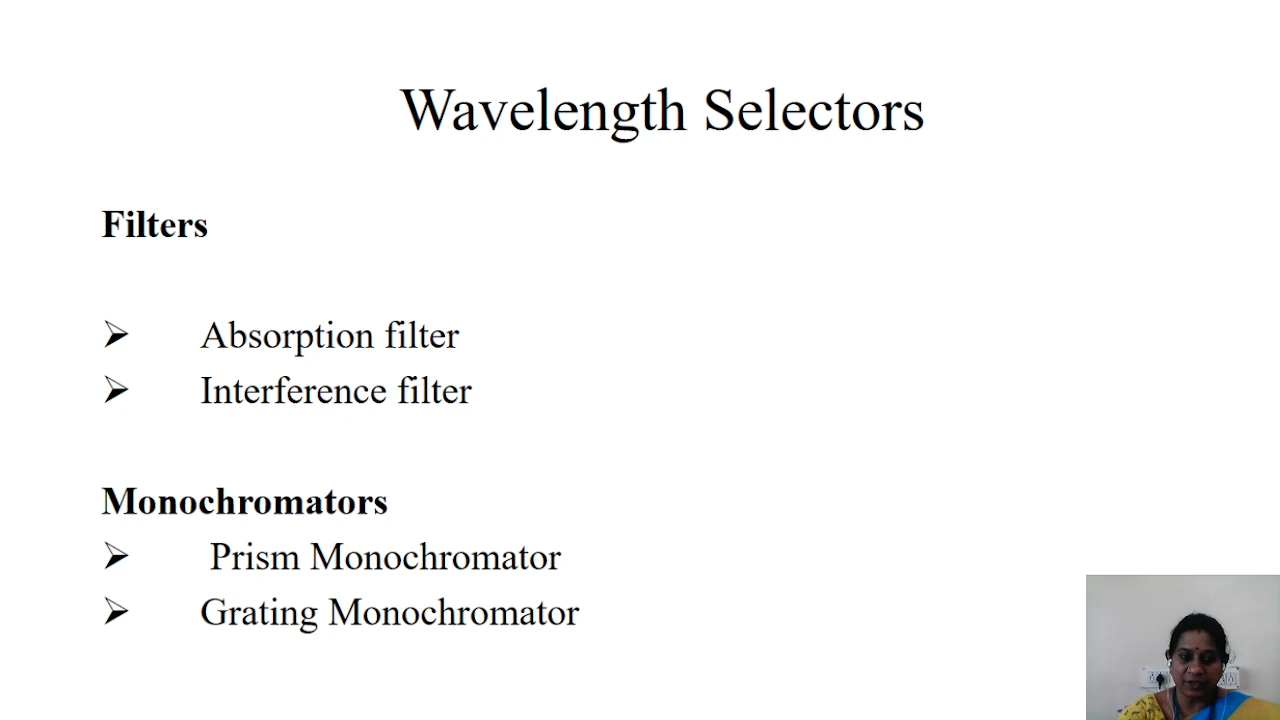 Wavelength Selectors
Filters
➢ Absorption filter
➢ Interference filter
Monochromators
➢ Prism Monochromator
➢ Grating Monochromator